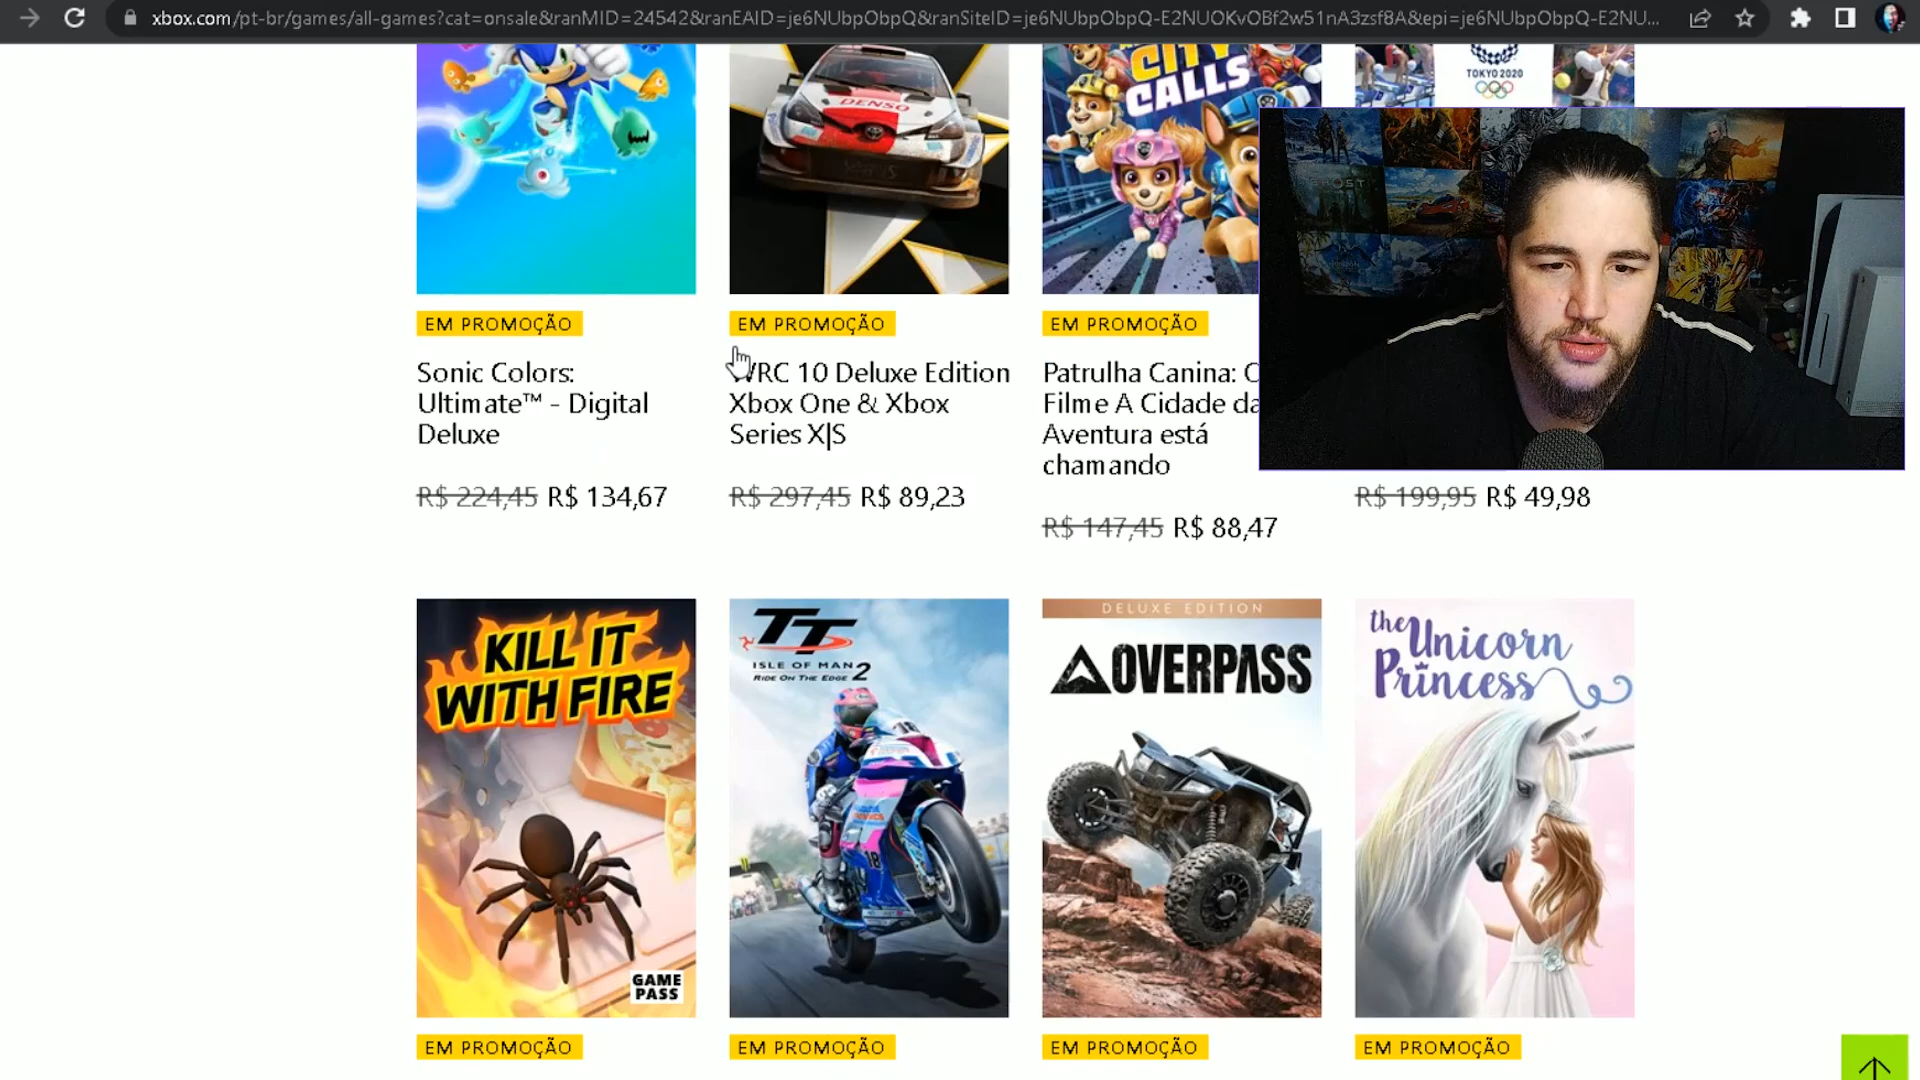 xbox.com/pt-br/games/all-games?cat=onsale&ranMID=24542&ranEAID=je6NUbpObpQ&ranSiteID=je6NUbpObpQ-E2NUOKvOBf2w51nA3zsf8A&epi=je6NUbpObpQ-E2NU...
DENSO
CITY
CALLS
TOKYO 2020
EM PROMOÇÃO
EM PROMOÇÃO
EM PROMOÇÃO
Sonic Colors:
Ultimate™ - Digital
Deluxe
R$ 224,45 R$ 134,67
WRC 10 Deluxe Edition
Xbox One & Xbox
Series X|S
R$ 297,45 R$ 89,23
Patrulha Canina: O
Filme A Cidade da
Aventura está
chamando
R$ 147,45 R$ 88,47
R$ 199,95 R$ 49,98
KILL IT
WITH FIRE
GAME
PASS
TT
ISLE OF MAN
RIDE ON THE EDGE 2
18
DELUXE EDITION
OVERPASS
the Unicorn
Princess
EM PROMOÇÃO
EM PROMOÇÃO
EM PROMOÇÃO
EM PROMOÇÃO